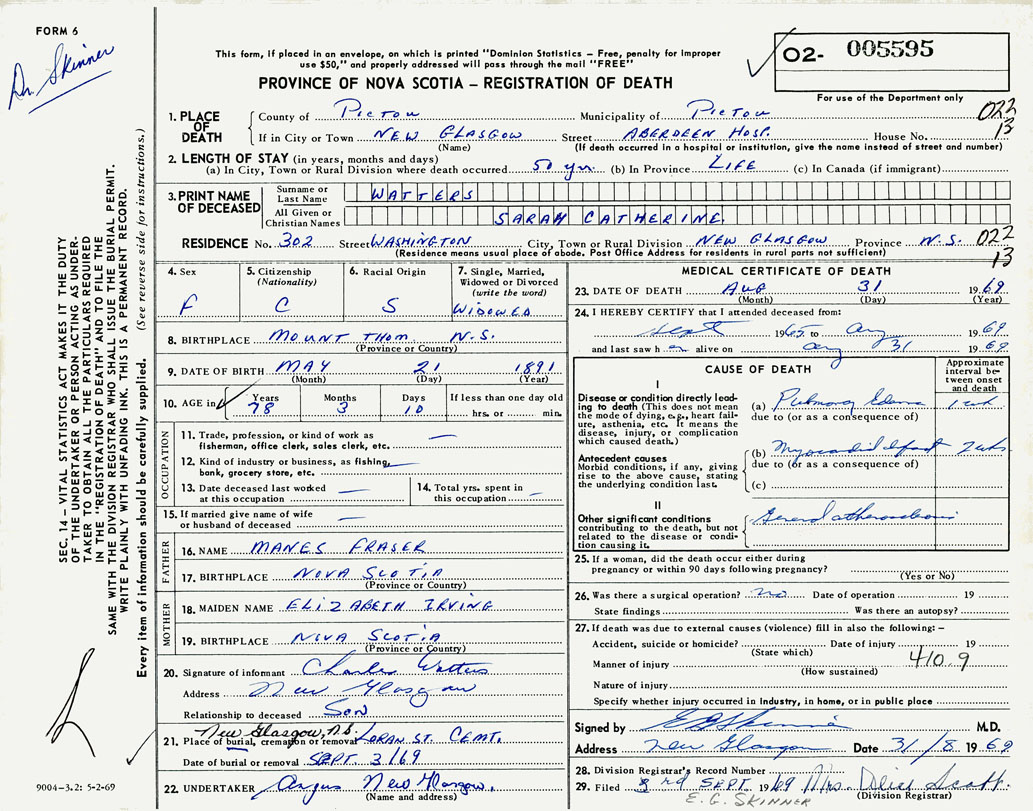 FORM 6
Dr. Skinner
This form, if placed in an envelope, on which is printed "Dominion Statistics – Free, penalty for improper
use $50," and properly addressed will pass through the mail "FREE"
PROVINCE OF NOVA SCOTIA – REGISTRATION OF DEATH
O2- 005595
For use of the Department only
022
13
1. PLACE OF DEATH County of PICTOU Municipality of PICTOU
If in City or Town NEW GLASGOW Street ABERDEEN HOSP. House No.
(Name) (If death occurred in a hospital or institution, give the name instead of street and number)
2. LENGTH OF STAY (in years, months and days)
(a) In City, Town or Rural Division where death occurred 50 yr. (b) In Province LIFE (c) In Canada (if immigrant)
3. PRINT NAME OF DECEASED Surname or Last Name WATTERS
All Given or Christian Names SARAH CATHERINE
RESIDENCE No. 302 Street WASHINGTON City, Town or Rural Division NEW GLASGOW Province N.S. 022
(Residence means usual place of abode. Post Office Address for residents in rural parts not sufficient) 13
4. Sex F
5. Citizenship (Nationality) C
6. Racial Origin S
7. Single, Married, Widowed or Divorced (write the word) WIDOWED
8. BIRTHPLACE MOUNT THOM N.S.
(Province or Country)
9. DATE OF BIRTH MAY 21 1891
(Month) (Day) (Year)
10. AGE in Years 78 Months 3 Days 10 If less than one day old
hrs. or min.
OCCUPATION
11. Trade, profession, or kind of work as
fisherman, office clerk, sales clerk, etc. —
12. Kind of industry or business, as fishing,
bank, grocery store, etc. —
13. Date deceased last worked
at this occupation —
14. Total yrs. spent in
this occupation —
15. If married give name of wife
or husband of deceased —
FATHER
16. NAME MANES FRASER
17. BIRTHPLACE NOVA SCOTIA
(Province or Country)
MOTHER
18. MAIDEN NAME ELIZABETH IRVING
19. BIRTHPLACE NOVA SCOTIA
(Province or Country)
20. Signature of informant Charles Watters
Address New Glasgow
Relationship to deceased Son
New Glasgow, N.S.
21. Place of burial, cremation or removal LORAN ST. CEMT.
Date of burial or removal SEPT. 3/69
22. UNDERTAKER Angus New Glasgow.
(Name and address)
MEDICAL CERTIFICATE OF DEATH
23. DATE OF DEATH AUG 31 1969
(Month) (Day) (Year)
24. I HEREBY CERTIFY that I attended deceased from:
Sept 1965 to Aug 1969
and last saw h er alive on Aug 31 1969
CAUSE OF DEATH
Approximate interval between onset and death
I
Disease or condition directly leading
to death (This does not mean
the mode of dying, e.g., heart failure,
asthenia, etc. It means the
disease, injury, or complication
which caused death.)
(a) Pulmonary Edema 1 wk
due to (or as a consequence of)
Antecedent causes
Morbid conditions, if any, giving
rise to the above cause, stating
the underlying condition last.
(b) Myocardial Infarct 2 wks
due to (or as a consequence of)
(c)
II
Other significant conditions
contributing to the death, but not
related to the disease or condition
causing it.
General atherosclerosis
25. If a woman, did the death occur either during
pregnancy or within 90 days following pregnancy?
(Yes or No)
26. Was there a surgical operation? no Date of operation 19
State findings Was there an autopsy?
27. If death was due to external causes (violence) fill in also the following: –
Accident, suicide or homicide? Date of injury 19
(State which)
Manner of injury 410.9
(How sustained)
Nature of injury
Specify whether injury occurred in Industry, in home, or in public place
Signed by E G Skinner M.D.
Address New Glasgow Date 31/8 1969
28. Division Registrar's Record Number
29. Filed 3rd SEPT. 1969 Mrs. Alice Scott
E. G. SKINNER (Division Registrar)
SEC. 14 – VITAL STATISTICS ACT MAKES IT THE DUTY
OF THE UNDERTAKER OR PERSON ACTING AS UNDER-
TAKER TO OBTAIN ALL THE PARTICULARS REQUIRED
IN THE "REGISTRATION OF DEATH" AND TO FILE THE
SAME WITH THE DIVISION REGISTRAR WHO SHALL ISSUE THE BURIAL PERMIT.
WRITE PLAINLY WITH UNFADING INK. THIS IS A PERMANENT RECORD.
Every item of information should be carefully supplied. (See reverse side for instructions.)
9004-3.2: 5-2-69